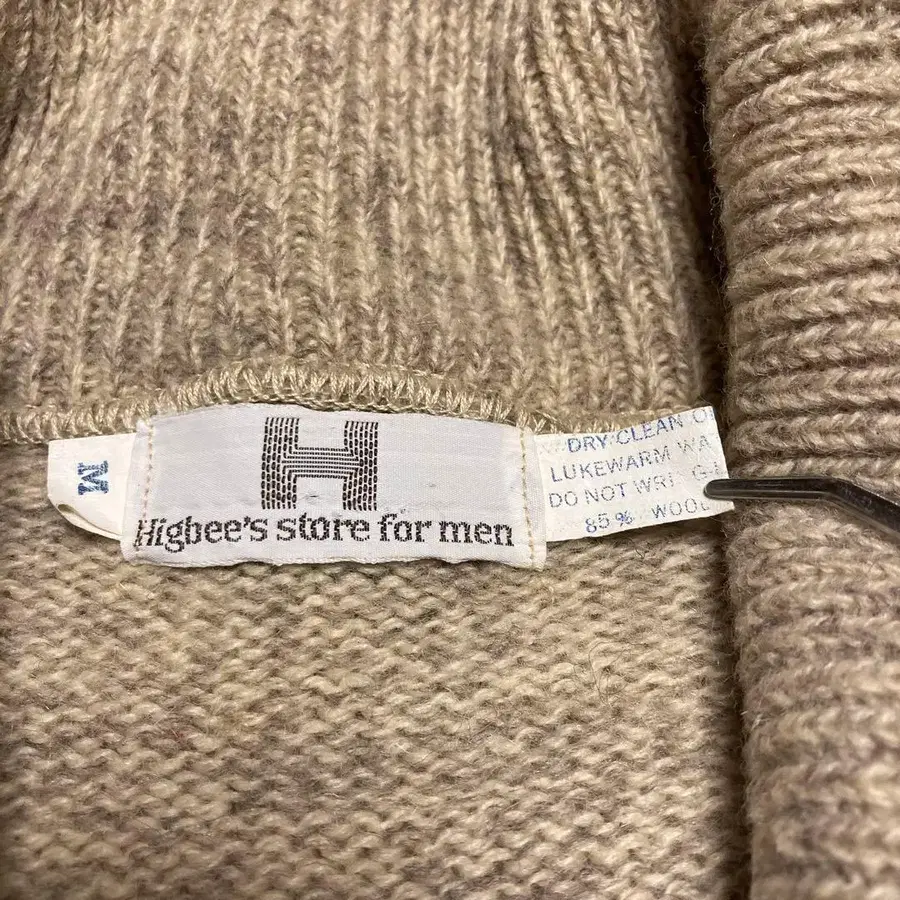 M
H
Higbee's store for men
DRY CLEAN
LUKEWARM
DO NOT
85% WOOL